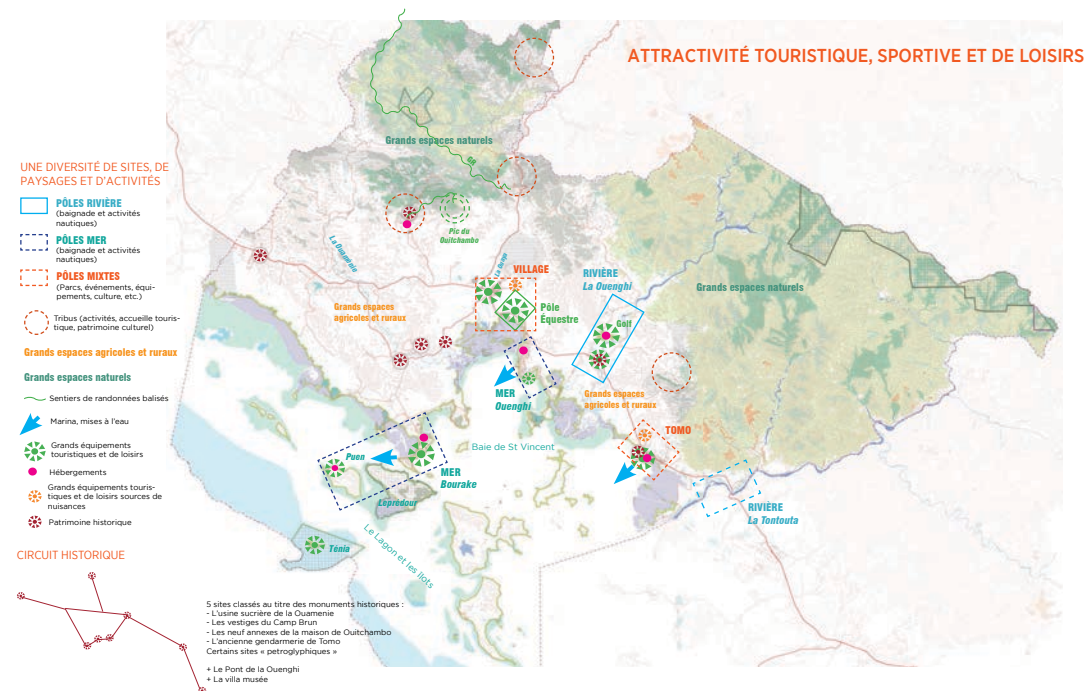 ATTRACTIVITÉ TOURISTIQUE, SPORTIVE ET DE LOISIRS
UNE DIVERSITÉ DE SITES, DE
PAYSAGES ET D'ACTIVITÉS
PÔLES RIVIÈRE
(baignade et activités
nautiques)
PÔLES MER
(baignade et activités
nautiques)
PÔLES MIXTES
(Parcs, événements, équi-
pements, culture, etc.)
Tribus (activités, accueille touris-
tique, patrimoine culturel)
Grands espaces agricoles et ruraux
Grands espaces naturels
Sentiers de randonnées balisés
Marina, mises à l'eau
Grands équipements
touristiques et de loisirs
Hébergements
Grands équipements touris-
tiques et de loisirs sources de
nuisances
Patrimoine historique
CIRCUIT HISTORIQUE
5 sites classés au titre des monuments historiques :
- L'usine sucrière de la Ouamenie
- Les vestiges du Camp Brun
- Les neuf annexes de la maison de Ouitchambo
- L'ancienne gendarmerie de Tomo
Certains sites « petroglyphiques »
+ Le Pont de la Ouenghi
+ La villa musée
Grands espaces naturels
GR
Pic du
Ouitchambo
La Ouaménie
VILLAGE
Pôle
Équestre
RIVIÈRE
La Ouenghi
Golf
Grands espaces naturels
Grands espaces
agricoles et ruraux
MER
Ouenghi
Grands espaces
agricoles et ruraux
TOMO
Baie de St Vincent
Puen
MER
Bourake
Leprédour
RIVIÈRE
La Tontouta
Ténia
Le Lagon et les îlots